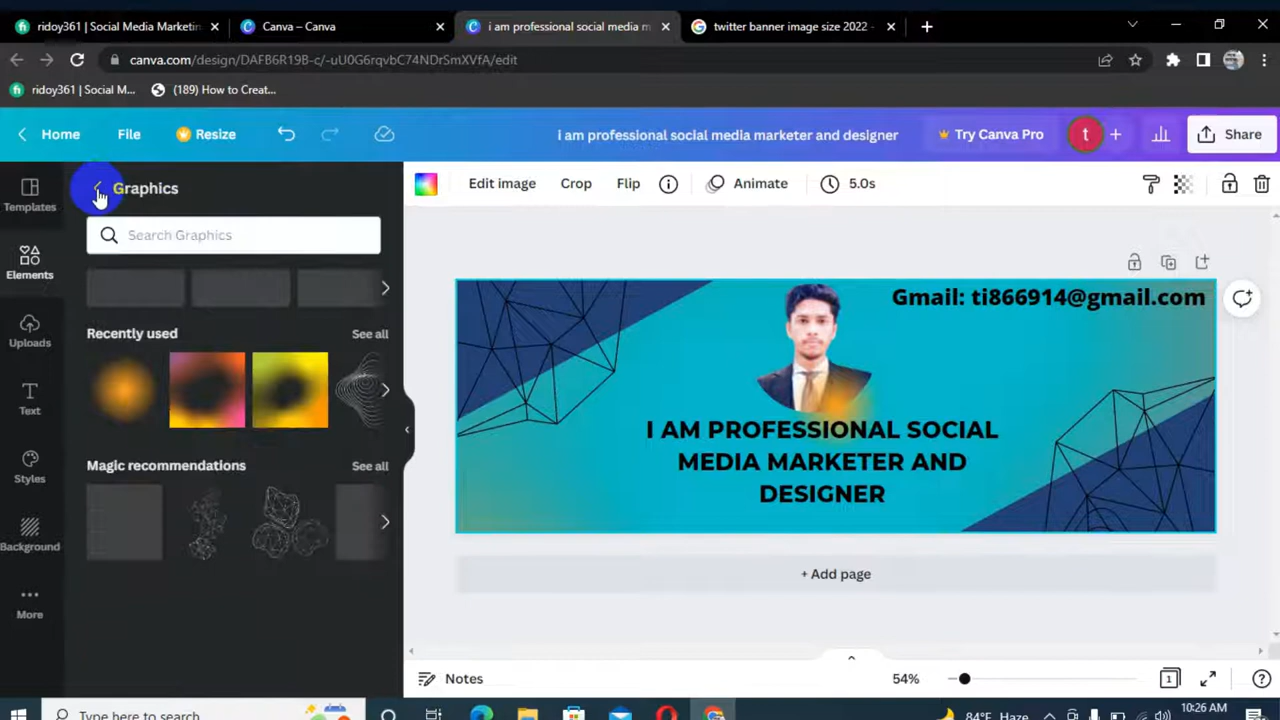 ridoy361 | Social Media Marketin
Canva – Canva
i am professional social media m
twitter banner image size 2022 -
canva.com/design/DAFB6R19B-c/-uU0G6rqvbC74NDrSmXVfA/edit
ridoy361 | Social M...
(189) How to Creat...
Home
File
Resize
i am professional social media marketer and designer
Try Canva Pro
t
Share
Templates
Elements
Uploads
Text
Styles
Background
More
Graphics
Search Graphics
Recently used
See all
Magic recommendations
See all
Edit image
Crop
Flip
Animate
5.0s
Gmail: ti866914@gmail.com
I AM PROFESSIONAL SOCIAL
MEDIA MARKETER AND
DESIGNER
+ Add page
Notes
54%
1
Type here to search
84°F Haze
10:26 AM